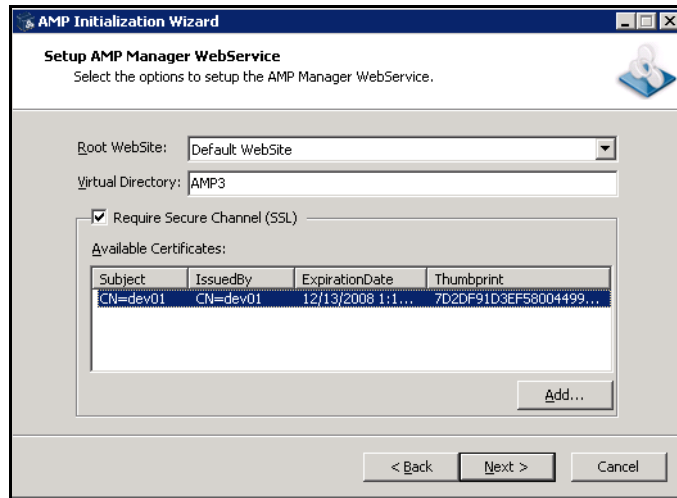 AMP Initialization Wizard
Setup AMP Manager WebService
Select the options to setup the AMP Manager WebService.
Root WebSite: Default WebSite
Virtual Directory: AMP3
Require Secure Channel (SSL)
Available Certificates:
Subject IssuedBy ExpirationDate Thumbprint
CN=dev01 CN=dev01 12/13/2008 1:1... 7D2DF91D3EF58004499...
Add...
< Back Next > Cancel